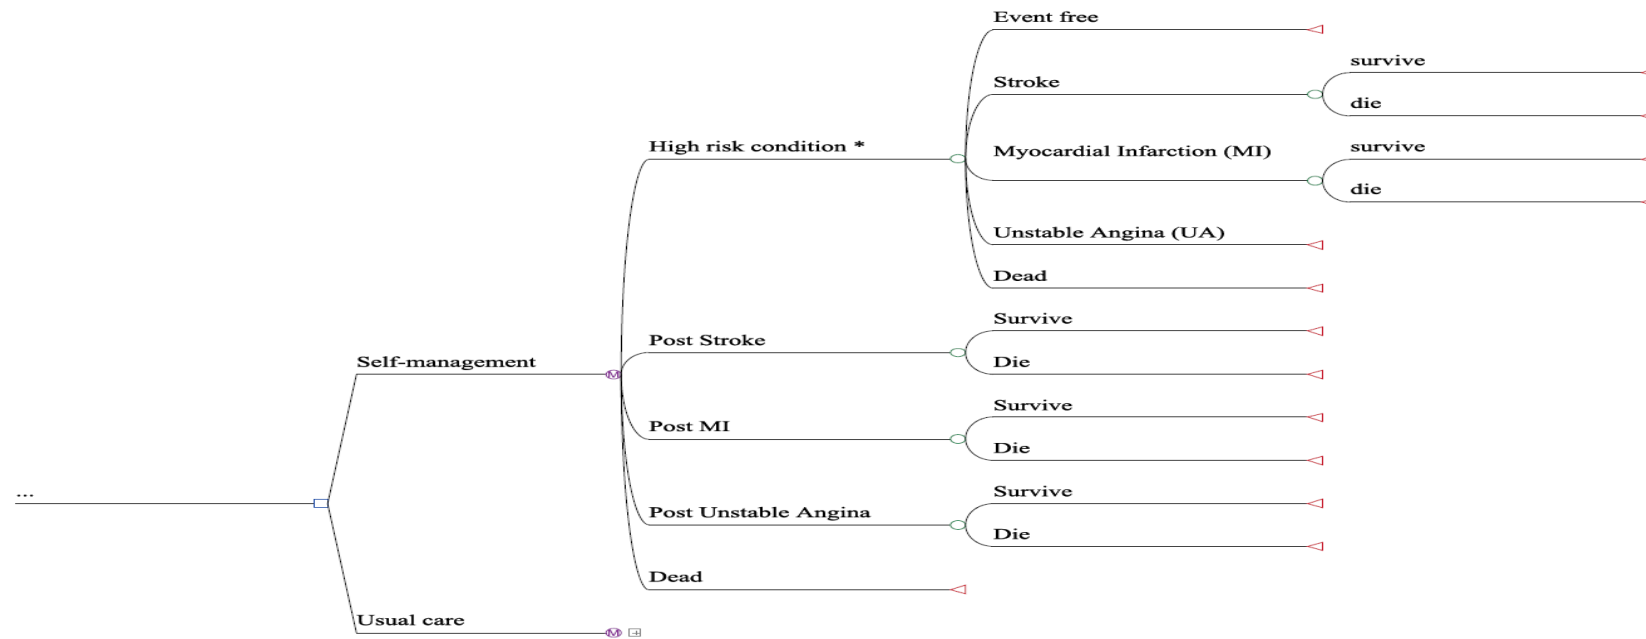 Event free
survive
Stroke
die
High risk condition *
Myocardial Infarction (MI)
survive
die
Unstable Angina (UA)
Dead
Survive
Post Stroke
Die
Self-management
M
Survive
Post MI
Die
...
Survive
Post Unstable Angina
Die
Dead
Usual care
M